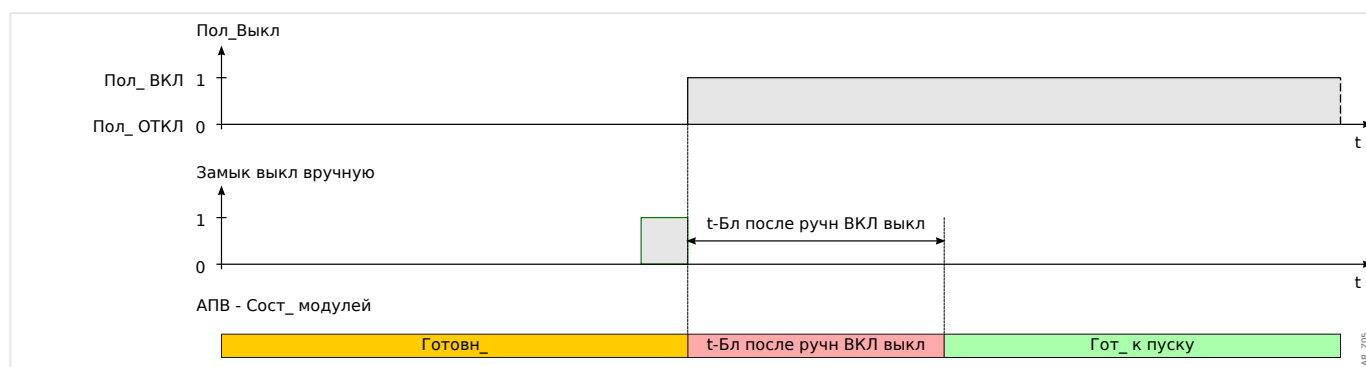 Пол_Выкл
Пол_ ВКЛ 1
Пол_ ОТКЛ 0
t
Замык выкл вручную
1
t-Бл после ручн ВКЛ выкл
0
t
АПВ - Сост_ модулей
Готовн_ t-Бл после ручн ВКЛ выкл Гот_ к пуску
AR_Z05